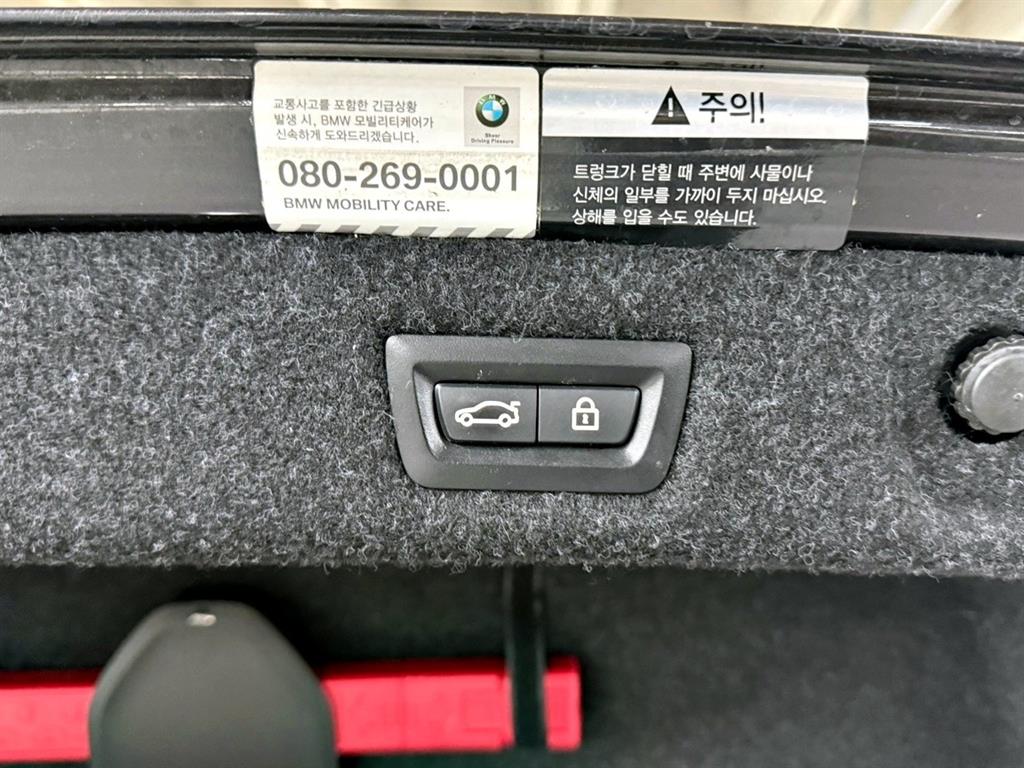 교통사고를 포함한 긴급상황
발생 시, BMW 모빌리티케어가
신속하게 도와드리겠습니다.
BMW
Sheer
Driving Pleasure
080-269-0001
BMW MOBILITY CARE.
주의!
트렁크가 닫힐 때 주변에 사물이나
신체의 일부를 가까이 두지 마십시오.
상해를 입을 수도 있습니다.